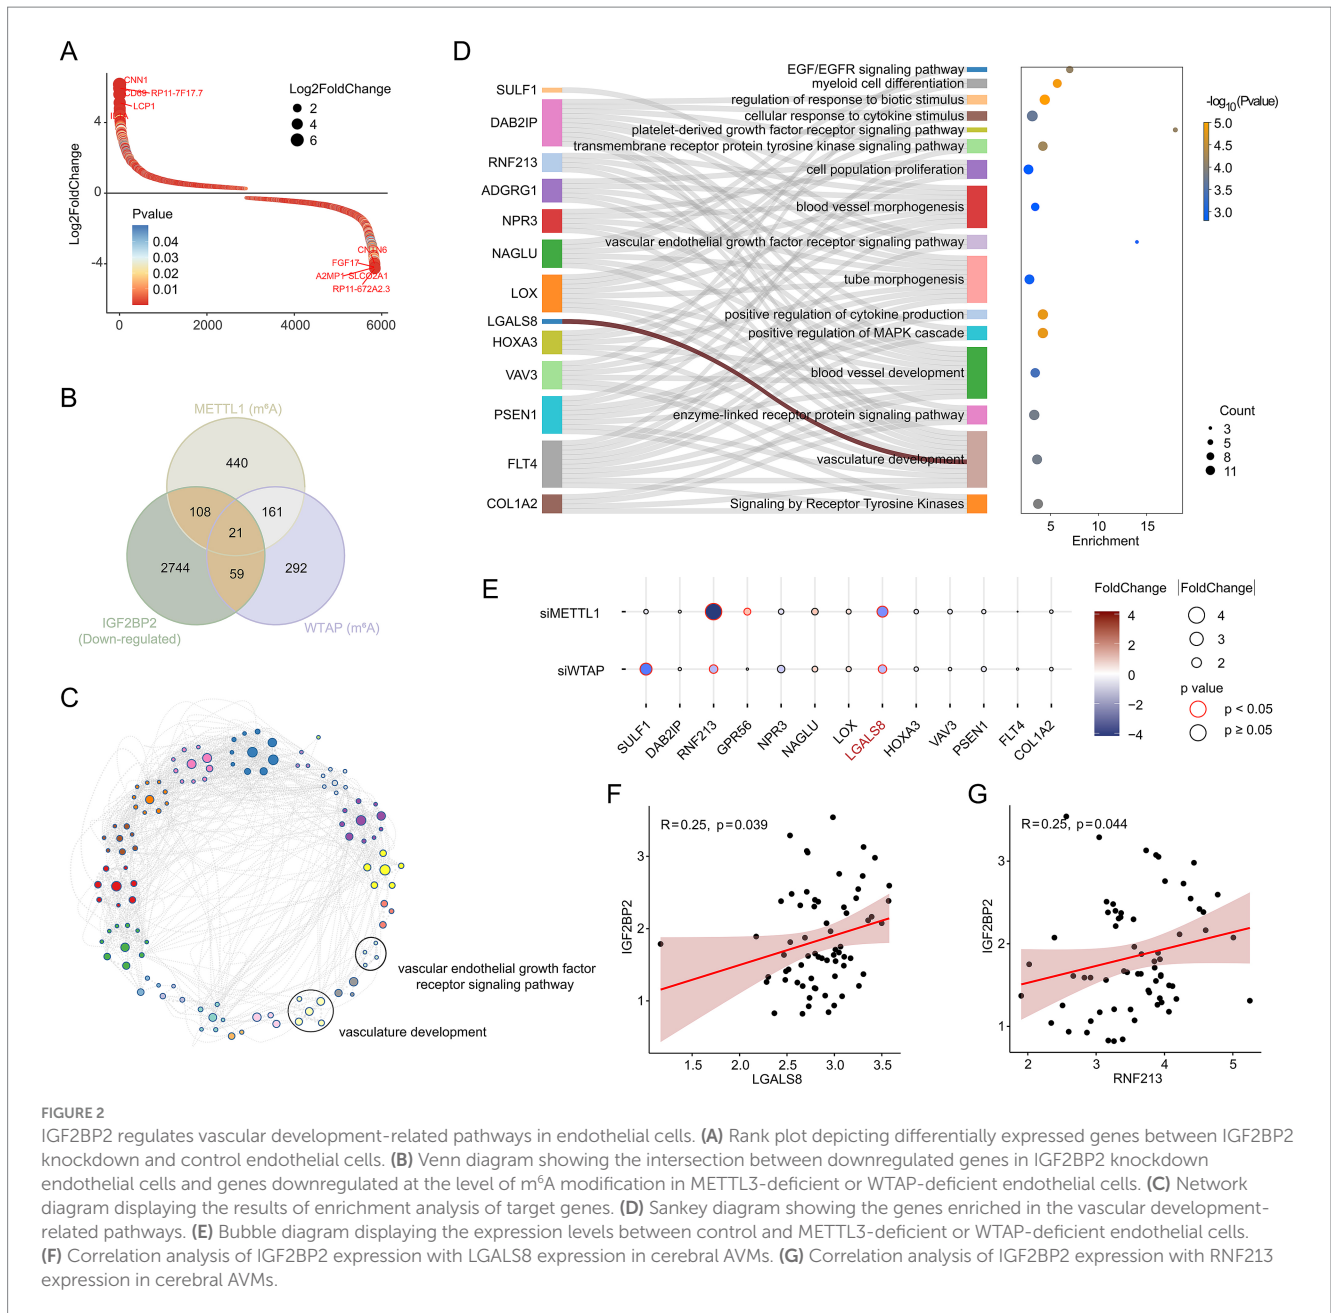 A
CNN1
CD69 RP11-7F17.7
LCP1
Log2FoldChange
2
4
6
4
0
−4
Log2FoldChange
Pvalue
0.04
0.03
0.02
0.01
FGF17
A2MP1 SLCO2A1
RP11-672A2.3
0
2000
4000
6000
B
METTL1 (m⁶A)
440
108
161
21
2744
59
292
IGF2BP2
(Down-regulated)
WTAP (m⁶A)
C
vascular endothelial growth factor
receptor signaling pathway
vasculature development
D
SULF1
DAB2IP
RNF213
ADGRG1
NPR3
NAGLU
LOX
LGALS8
HOXA3
VAV3
PSEN1
FLT4
COL1A2
EGF/EGFR signaling pathway
myeloid cell differentiation
regulation of response to biotic stimulus
cellular response to cytokine stimulus
platelet-derived growth factor receptor signaling pathway
transmembrane receptor protein tyrosine kinase signaling pathway
cell population proliferation
blood vessel morphogenesis
vascular endothelial growth factor receptor signaling pathway
tube morphogenesis
positive regulation of cytokine production
positive regulation of MAPK cascade
blood vessel development
enzyme-linked receptor protein signaling pathway
vasculature development
Signaling by Receptor Tyrosine Kinases
5
10
15
Enrichment
-log₁₀(Pvalue)
5.0
4.5
4.0
3.5
3.0
Count
3
5
8
11
E
siMETTL1
siWTAP
SULF1
DAB2IP
RNF213
GPR56
NPR3
NAGLU
LOX
LGALS8
HOXA3
VAV3
PSEN1
FLT4
COL1A2
FoldChange
4
2
0
−2
−4
|FoldChange|
4
3
2
p value
p < 0.05
p ≥ 0.05
F
R=0.25, p=0.039
IGF2BP2
3
2
1
1.5
2.0
2.5
3.0
3.5
LGALS8
G
R=0.25, p=0.044
IGF2BP2
3
2
1
2
3
4
5
RNF213
FIGURE 2
IGF2BP2 regulates vascular development-related pathways in endothelial cells. (A) Rank plot depicting differentially expressed genes between IGF2BP2
knockdown and control endothelial cells. (B) Venn diagram showing the intersection between downregulated genes in IGF2BP2 knockdown
endothelial cells and genes downregulated at the level of m⁶A modification in METTL3-deficient or WTAP-deficient endothelial cells. (C) Network
diagram displaying the results of enrichment analysis of target genes. (D) Sankey diagram showing the genes enriched in the vascular development-
related pathways. (E) Bubble diagram displaying the expression levels between control and METTL3-deficient or WTAP-deficient endothelial cells.
(F) Correlation analysis of IGF2BP2 expression with LGALS8 expression in cerebral AVMs. (G) Correlation analysis of IGF2BP2 expression with RNF213
expression in cerebral AVMs.